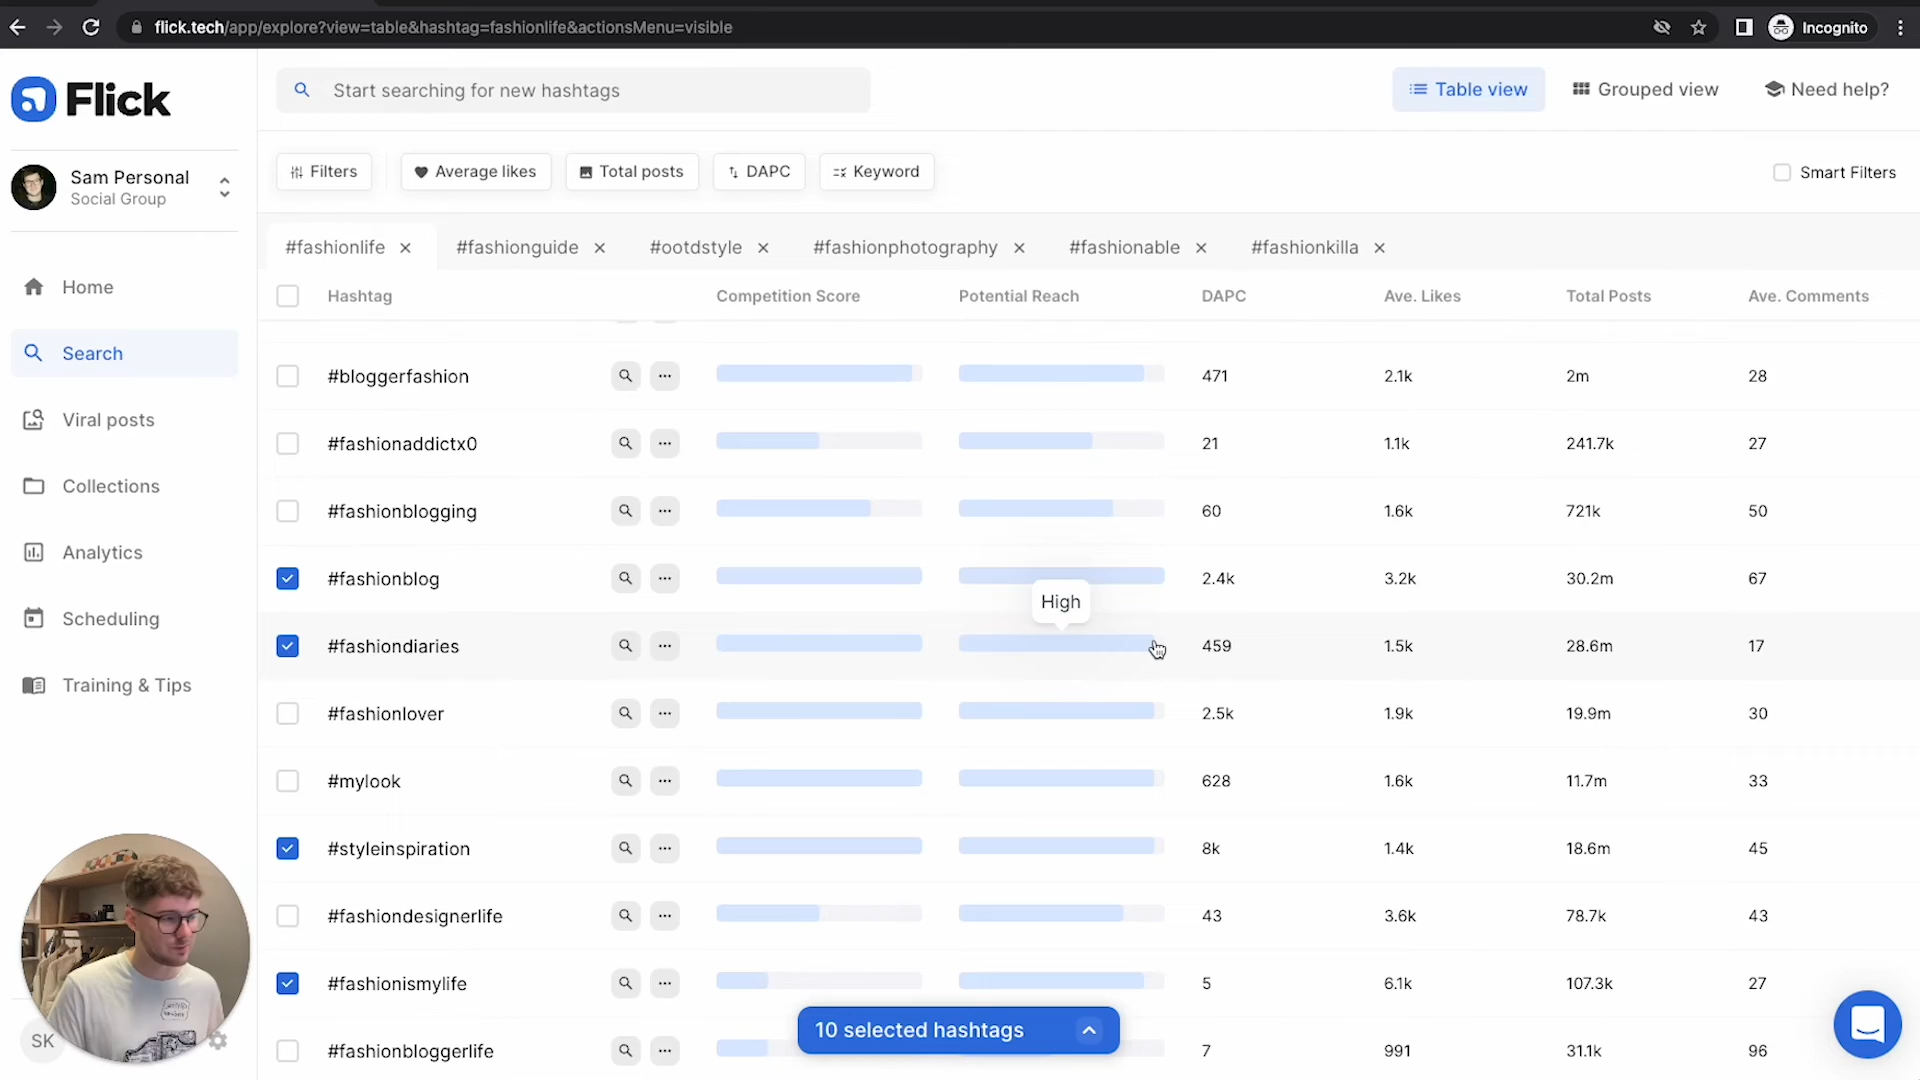 flick.tech/app/explore?view=table&hashtag=fashionlife&actionsMenu=visible
Incognito
Flick
Start searching for new hashtags
Table view
Grouped view
Need help?
Sam Personal
Social Group
Filters
Average likes
Total posts
DAPC
Keyword
Smart Filters
#fashionlife
#fashionguide
#ootdstyle
#fashionphotography
#fashionable
#fashionkilla
Home
Search
Viral posts
Collections
Analytics
Scheduling
Training & Tips
SK
Hashtag Competition Score Potential Reach DAPC Ave. Likes Total Posts Ave. Comments
#bloggerfashion 471 2.1k 2m 28
#fashionaddictx0 21 1.1k 241.7k 27
#fashionblogging 60 1.6k 721k 50
#fashionblog 2.4k 3.2k 30.2m 67
High
#fashiondiaries 459 1.5k 28.6m 17
#fashionlover 2.5k 1.9k 19.9m 30
#mylook 628 1.6k 11.7m 33
#styleinspiration 8k 1.4k 18.6m 45
#fashiondesignerlife 43 3.6k 78.7k 43
#fashionismylife 5 6.1k 107.3k 27
10 selected hashtags
#fashionbloggerlife 7 991 31.1k 96